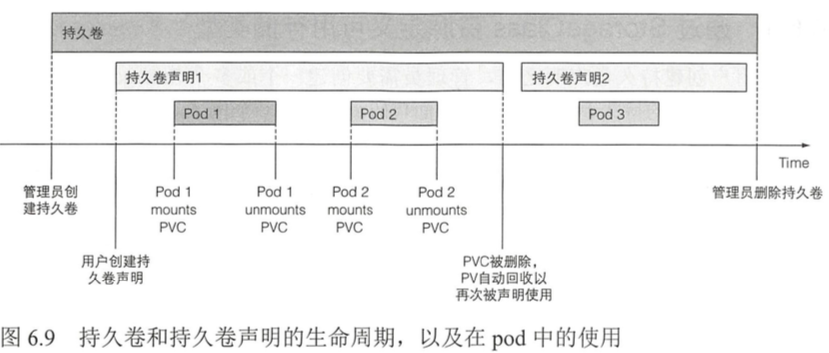 持久卷
持久卷声明1
持久卷声明2
Pod 1
Pod 2
Pod 3
Time
管理员创
建持久卷
Pod 1
mounts
PVC
Pod 1
unmounts
PVC
Pod 2
mounts
PVC
Pod 2
unmounts
PVC
管理员删除持久卷
用户创建持
久卷声明
PVC被删除，
PV自动回收以
再次被声明使用
图 6.9 持久卷和持久卷声明的生命周期，以及在 pod 中的使用